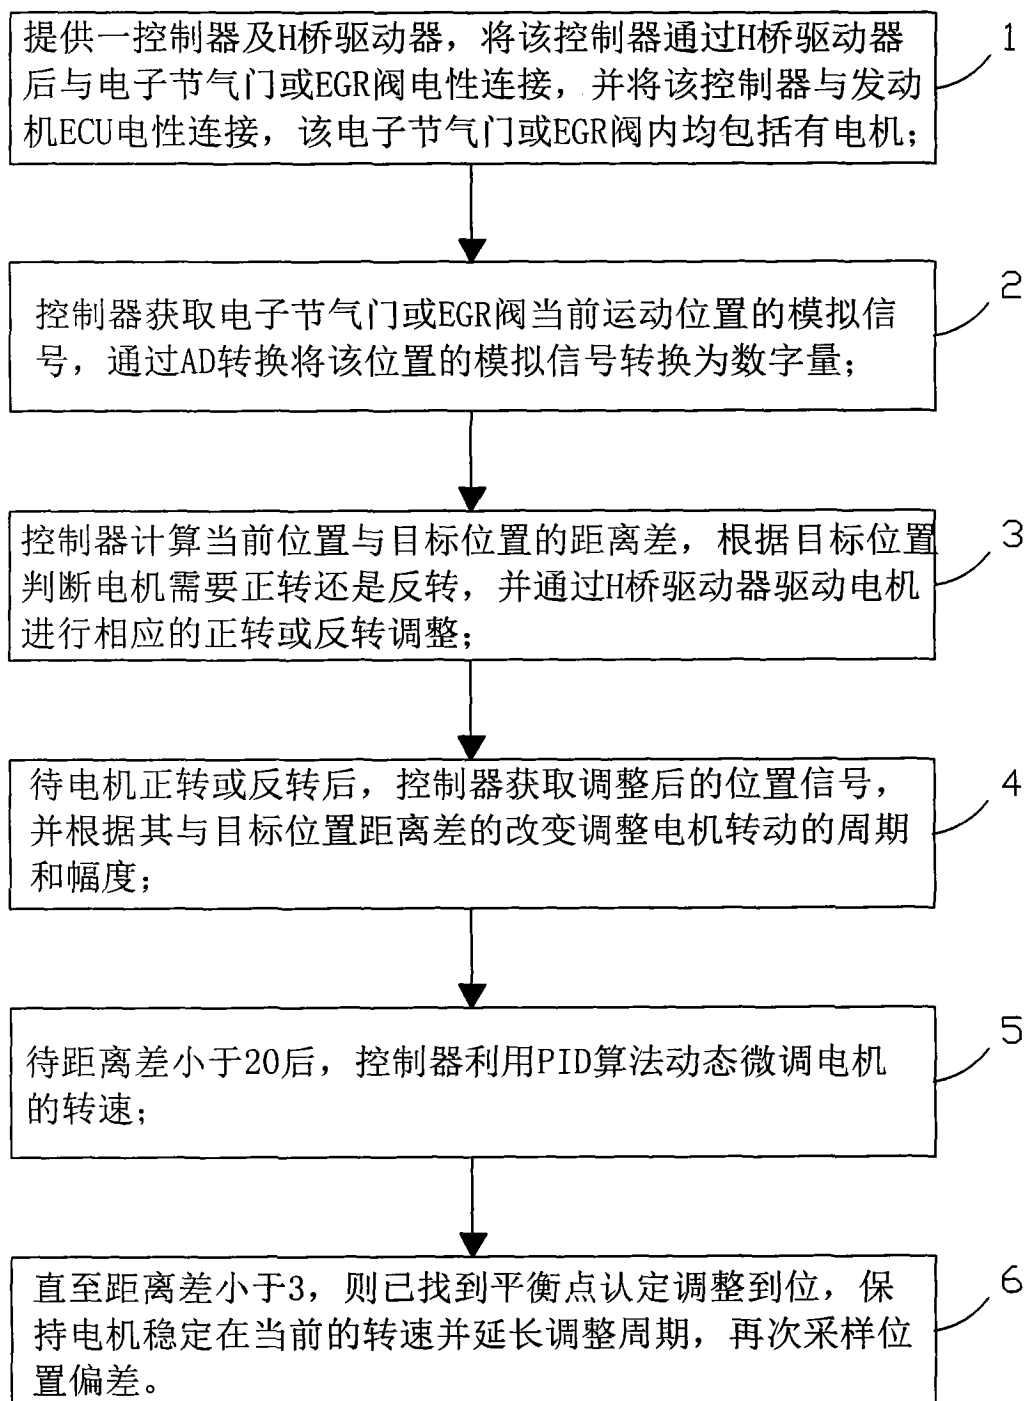 提供一控制器及H桥驱动器，将该控制器通过H桥驱动器
后与电子节气门或EGR阀电性连接，并将该控制器与发动
机ECU电性连接，该电子节气门或EGR阀内均包括有电机；
1
控制器获取电子节气门或EGR阀当前运动位置的模拟信
号，通过AD转换将该位置的模拟信号转换为数字量；
2
控制器计算当前位置与目标位置的距离差，根据目标位置
判断电机需要正转还是反转，并通过H桥驱动器驱动电机
进行相应的正转或反转调整；
3
待电机正转或反转后，控制器获取调整后的位置信号，
并根据其与目标位置距离差的改变调整电机转动的周期
和幅度；
4
待距离差小于20后，控制器利用PID算法动态微调电机
的转速；
5
直至距离差小于3，则已找到平衡点认定调整到位，保
持电机稳定在当前的转速并延长调整周期，再次采样位
置偏差。
6